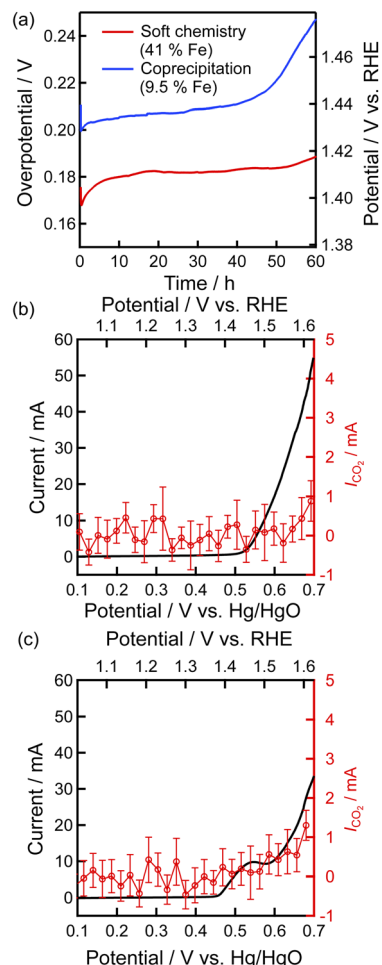 (a)
Soft chemistry
(41 % Fe)
Coprecipitation
(9.5 % Fe)
Overpotential / V
0.24
0.22
0.20
0.18
0.16
Potential / V vs. RHE
1.46
1.44
1.42
1.40
1.38
0 10 20 30 40 50 60
Time / h
(b)
Potential / V vs. RHE
1.1 1.2 1.3 1.4 1.5 1.6
Current / mA
60
50
40
30
20
10
0
I_CO2 / mA
5
4
3
2
1
0
-1
0.1 0.2 0.3 0.4 0.5 0.6 0.7
Potential / V vs. Hg/HgO
(c)
Potential / V vs. RHE
1.1 1.2 1.3 1.4 1.5 1.6
Current / mA
60
50
40
30
20
10
0
I_CO2 / mA
5
4
3
2
1
0
-1
0.1 0.2 0.3 0.4 0.5 0.6 0.7
Potential / V vs. Hg/HgO